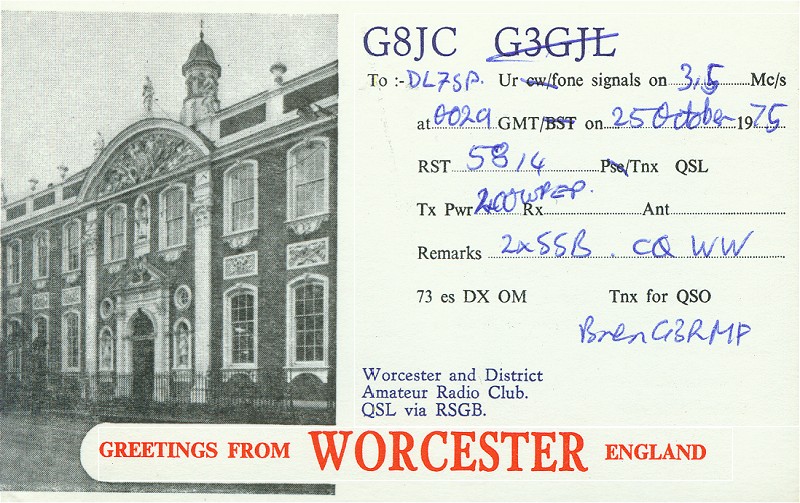 G8JC G3GJL
To :- DL7SP. Ur cw/fone signals on 3,5 Mc/s
at 0029 GMT/BST on 25 October 1975
RST 58/4 Pse/Tnx QSL
Tx Pwr 200W PEP. Rx Ant
Remarks 2xSSB . CQ WW
73 es DX OM Tnx for QSO
G3RMP
Worcester and District
Amateur Radio Club.
QSL via RSGB.
GREETINGS FROM WORCESTER ENGLAND